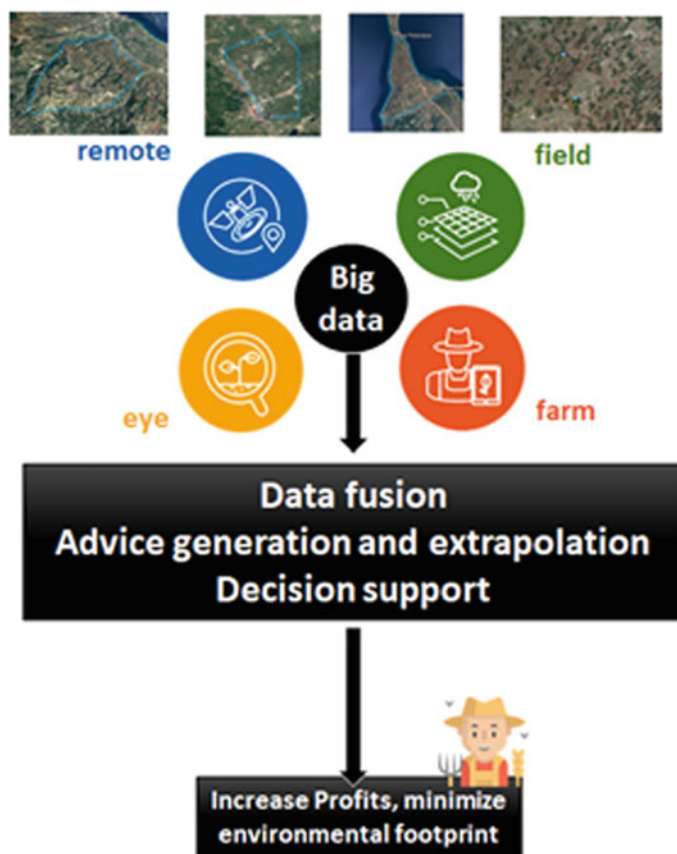 remote
field
Big
data
eye
farm
Data fusion
Advice generation and extrapolation
Decision support
Increase Profits, minimize
environmental footprint